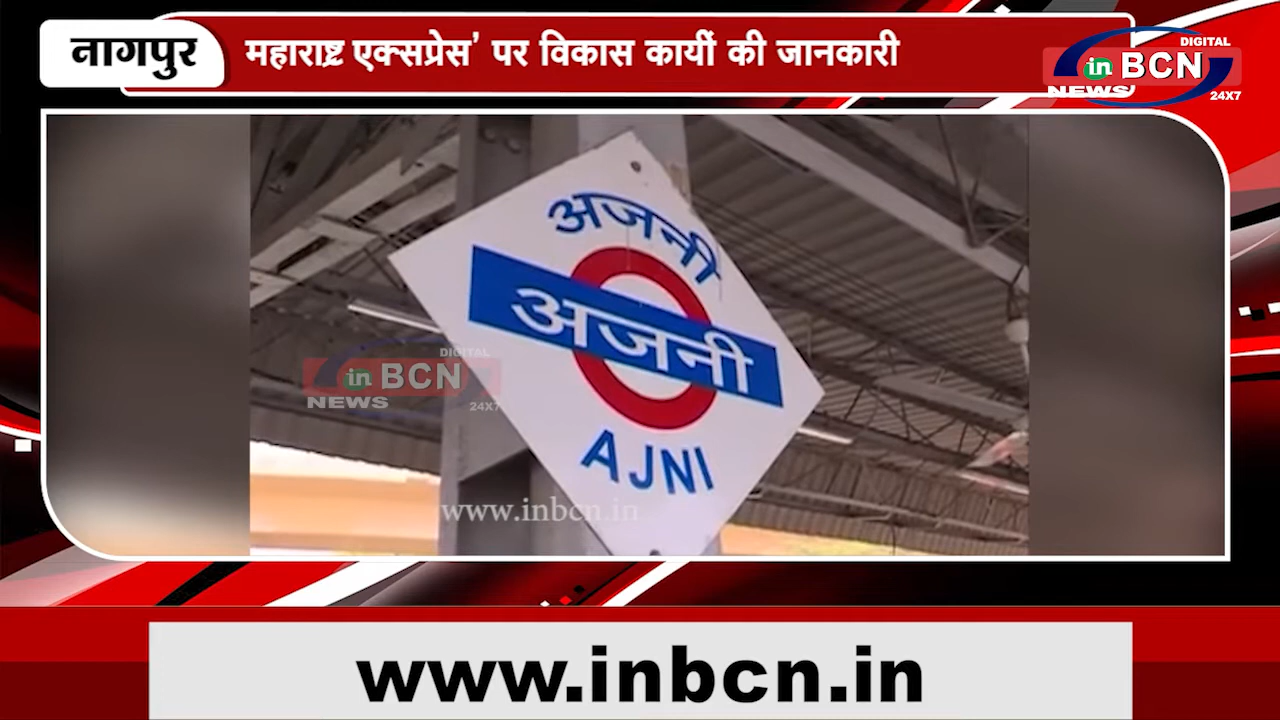 नागपुर
महाराष्ट्र एक्सप्रेस’ पर विकास कार्यों की जानकारी
DIGITAL
in BCN
NEWS
24X7
अजनी
अजनी
AJNI
DIGITAL
in BCN
NEWS
24X7
www.inbcn.in
www.inbcn.in